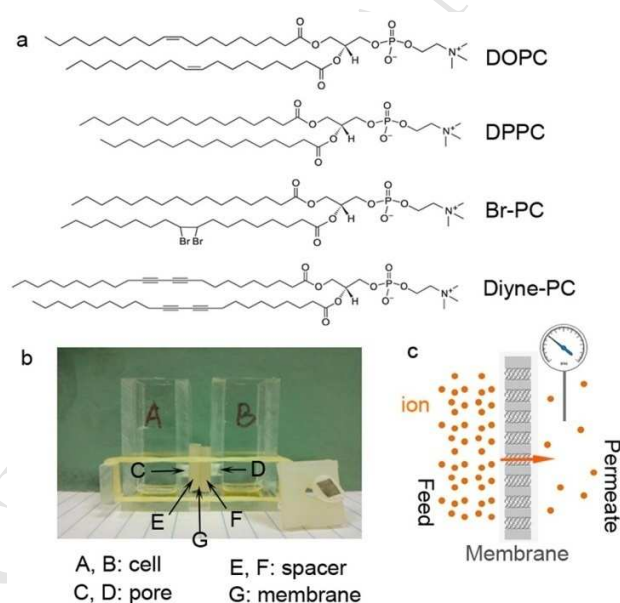 a
O
O
O
P
O
O
O⁻
N⁺
H
O
O
DOPC
O
O
O
P
O
O
O⁻
N⁺
H
O
O
DPPC
O
O
O
P
O
O
O⁻
N⁺
H
O
O
Br Br
Br-PC
O
O
O
P
O
O
O⁻
N⁺
H
O
O
Diyne-PC
b
A B
C D
E F
G
A, B: cell
C, D: pore
E, F: spacer
G: membrane
c
ion
Feed
Permeate
Membrane